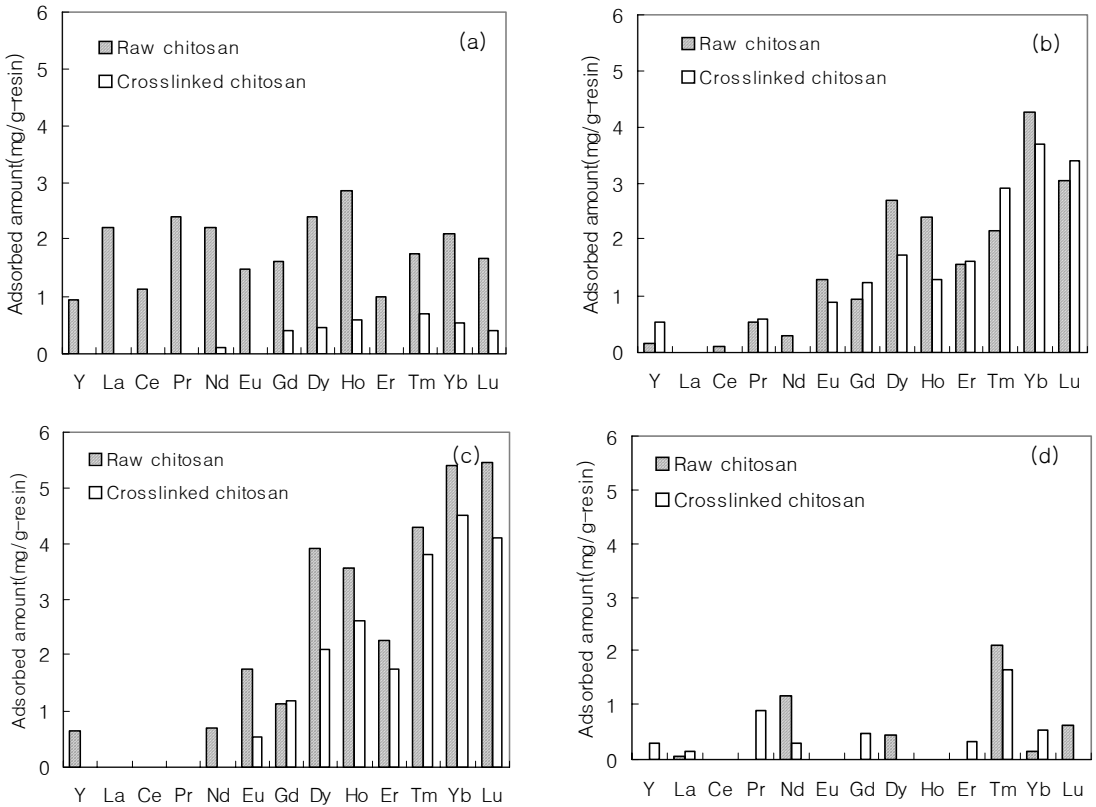 Adsorbed amount(mg/g-resin)
6
5
4
3
2
1
0
(a)
Raw chitosan
Crosslinked chitosan
Y La Ce Pr Nd Eu Gd Dy Ho Er Tm Yb Lu
Adsorbed amount(mg/g-resin)
6
5
4
3
2
1
0
(b)
Raw chitosan
Crosslinked chitosan
Y La Ce Pr Nd Eu Gd Dy Ho Er Tm Yb Lu
Adsorbed amount(mg/g-resin)
6
5
4
3
2
1
0
(c)
Raw chitosan
Crosslinked chitosan
Y La Ce Pr Nd Eu Gd Dy Ho Er Tm Yb Lu
Adsorbed amount(mg/g-resin)
6
5
4
3
2
1
0
(d)
Raw chitosan
Crosslinked chitosan
Y La Ce Pr Nd Eu Gd Dy Ho Er Tm Yb Lu